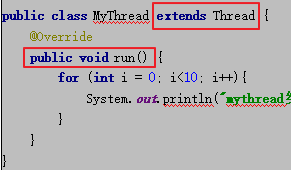 public class MyThread extends Thread {
@Override
public void run() {
for (int i = 0; i<10; i++){
System.out.println("mythread
}
}
}